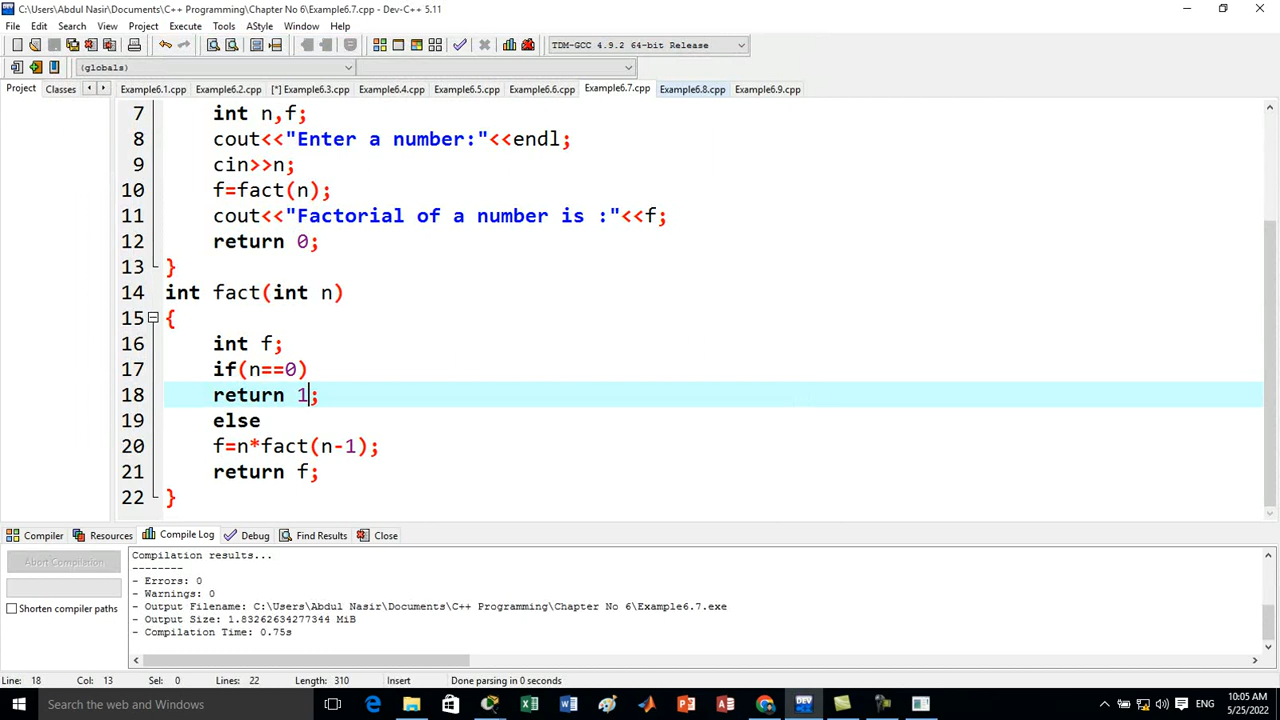 C:\Users\Abdul Nasir\Documents\C++ Programming\Chapter No 6\Example6.7.cpp - Dev-C++ 5.11
File Edit Search View Project Execute Tools AStyle Window Help
TDM-GCC 4.9.2 64-bit Release
(globals)
Project Classes Example6.1.cpp Example6.2.cpp [*] Example6.3.cpp Example6.4.cpp Example6.5.cpp Example6.6.cpp Example6.7.cpp Example6.8.cpp Example6.9.cpp
7 int n,f;
8 cout<<"Enter a number:"<<endl;
9 cin>>n;
10 f=fact(n);
11 cout<<"Factorial of a number is :"<<f;
12 return 0;
13 }
14 int fact(int n)
15 {
16 int f;
17 if(n==0)
18 return 1;
19 else
20 f=n*fact(n-1);
21 return f;
22 }
Compiler Resources Compile Log Debug Find Results Close
Abort Compilation
Shorten compiler paths
Compilation results...
--------
- Errors: 0
- Warnings: 0
- Output Filename: C:\Users\Abdul Nasir\Documents\C++ Programming\Chapter No 6\Example6.7.exe
- Output Size: 1.83262634277344 MiB
- Compilation Time: 0.75s
Line: 18 Col: 13 Sel: 0 Lines: 22 Length: 310 Insert Done parsing in 0 seconds
Search the web and Windows
ENG
10:05 AM
5/25/2022